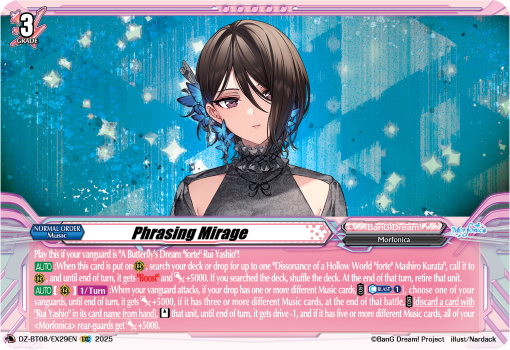 3
GRADE
NORMAL ORDER
Music
Phrasing Mirage
BanG Dream!
Morfonica
Play this if your vanguard is "A Butterfly's Dream "forte" Rui Yashio"!
AUTO :When this card is put on , search your deck or drop for up to one "Dissonance of a Hollow World "forte" Mashiro Kurata", call it to
, and until end of turn, it gets "Boost" and +5000. If you searched the deck, shuffle the deck. At the end of that turn, retire that unit.
AUTO 1/Turn :When your vanguard attacks, if your drop has one or more different Music cards, BLAST 1 , choose one of your
vanguards, until end of turn, it gets +5000, if it has three or more different Music cards, at the end of that battle, discard a card with
"Rui Yashio" in its card name from hand, that unit, until end of turn, it gets drive -1, and if it has five or more different Music cards, all of your
<Morfonica> rear-guards get +5000.
DZ-BT08/EX29EN EX 2025
©BanG Dream! Project illust/Nardack